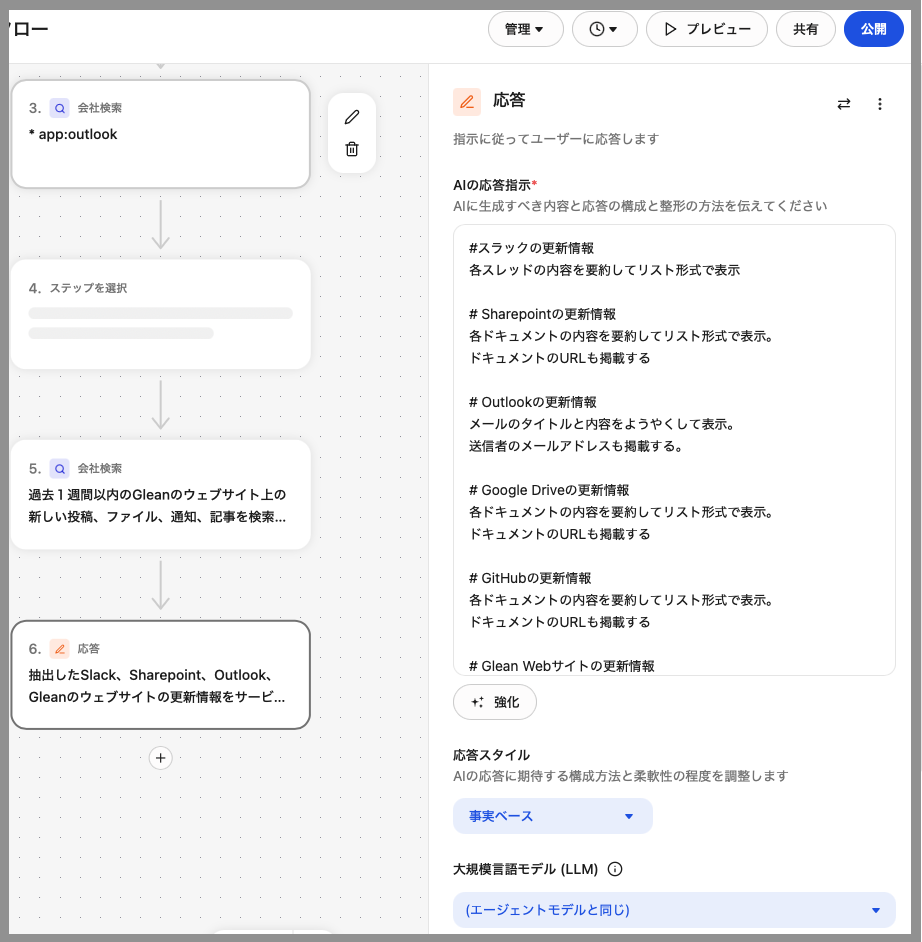 ロー
管理
プレビュー
共有
公開
3. 会社検索
* app:outlook
4. ステップを選択
5. 会社検索
過去１週間以内のGleanのウェブサイト上の
新しい投稿、ファイル、通知、記事を検索...
6. 応答
抽出したSlack、Sharepoint、Outlook、
Gleanのウェブサイトの更新情報をサービ...
応答
指示に従ってユーザーに応答します
AIの応答指示*
AIに生成すべき内容と応答の構成と整形の方法を伝えてください
#スラックの更新情報
各スレッドの内容を要約してリスト形式で表示
# Sharepointの更新情報
各ドキュメントの内容を要約してリスト形式で表示。
ドキュメントのURLも掲載する
# Outlookの更新情報
メールのタイトルと内容をようやくして表示。
送信者のメールアドレスも掲載する。
# Google Driveの更新情報
各ドキュメントの内容を要約してリスト形式で表示。
ドキュメントのURLも掲載する
# GitHubの更新情報
各ドキュメントの内容を要約してリスト形式で表示。
ドキュメントのURLも掲載する
# Glean Webサイトの更新情報
強化
応答スタイル
AIの応答に期待する構成方法と柔軟性の程度を調整します
事実ベース
大規模言語モデル (LLM)
(エージェントモデルと同じ)